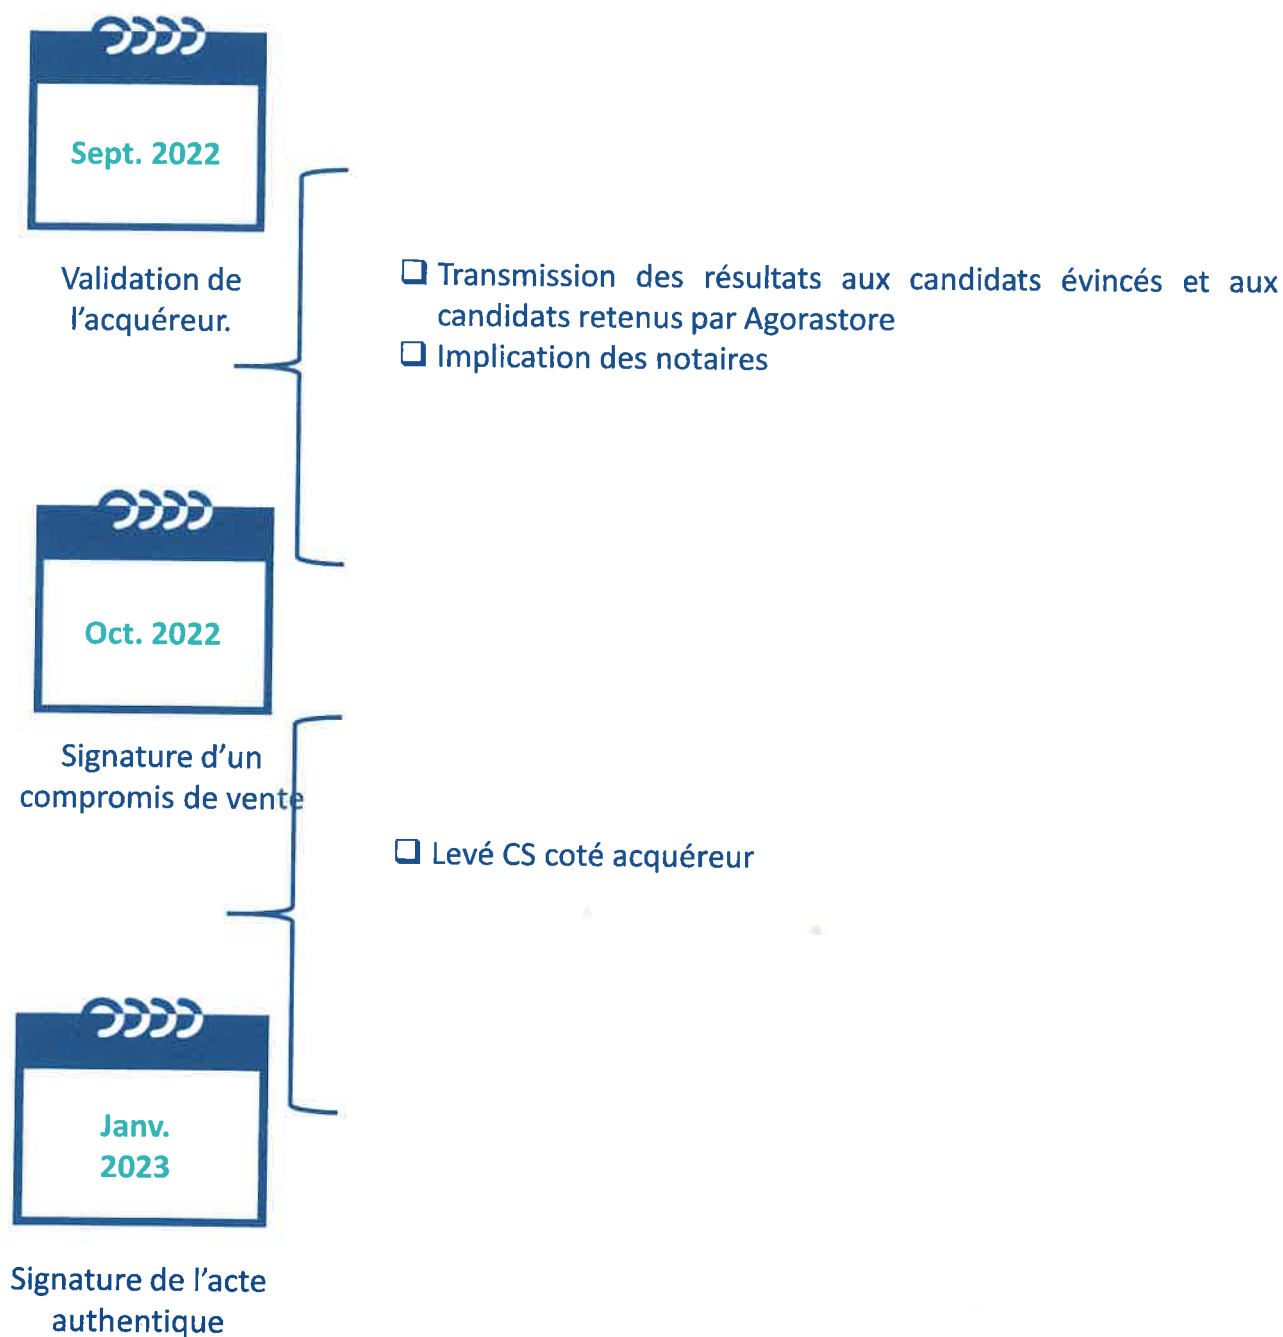 Sept. 2022
Validation de
l'acquéreur.
❑ Transmission des résultats aux candidats évincés et aux
candidats retenus par Agorastore
❑ Implication des notaires
Oct. 2022
Signature d'un
compromis de vente
❑ Levé CS coté acquéreur
Janv.
2023
Signature de l'acte
authentique